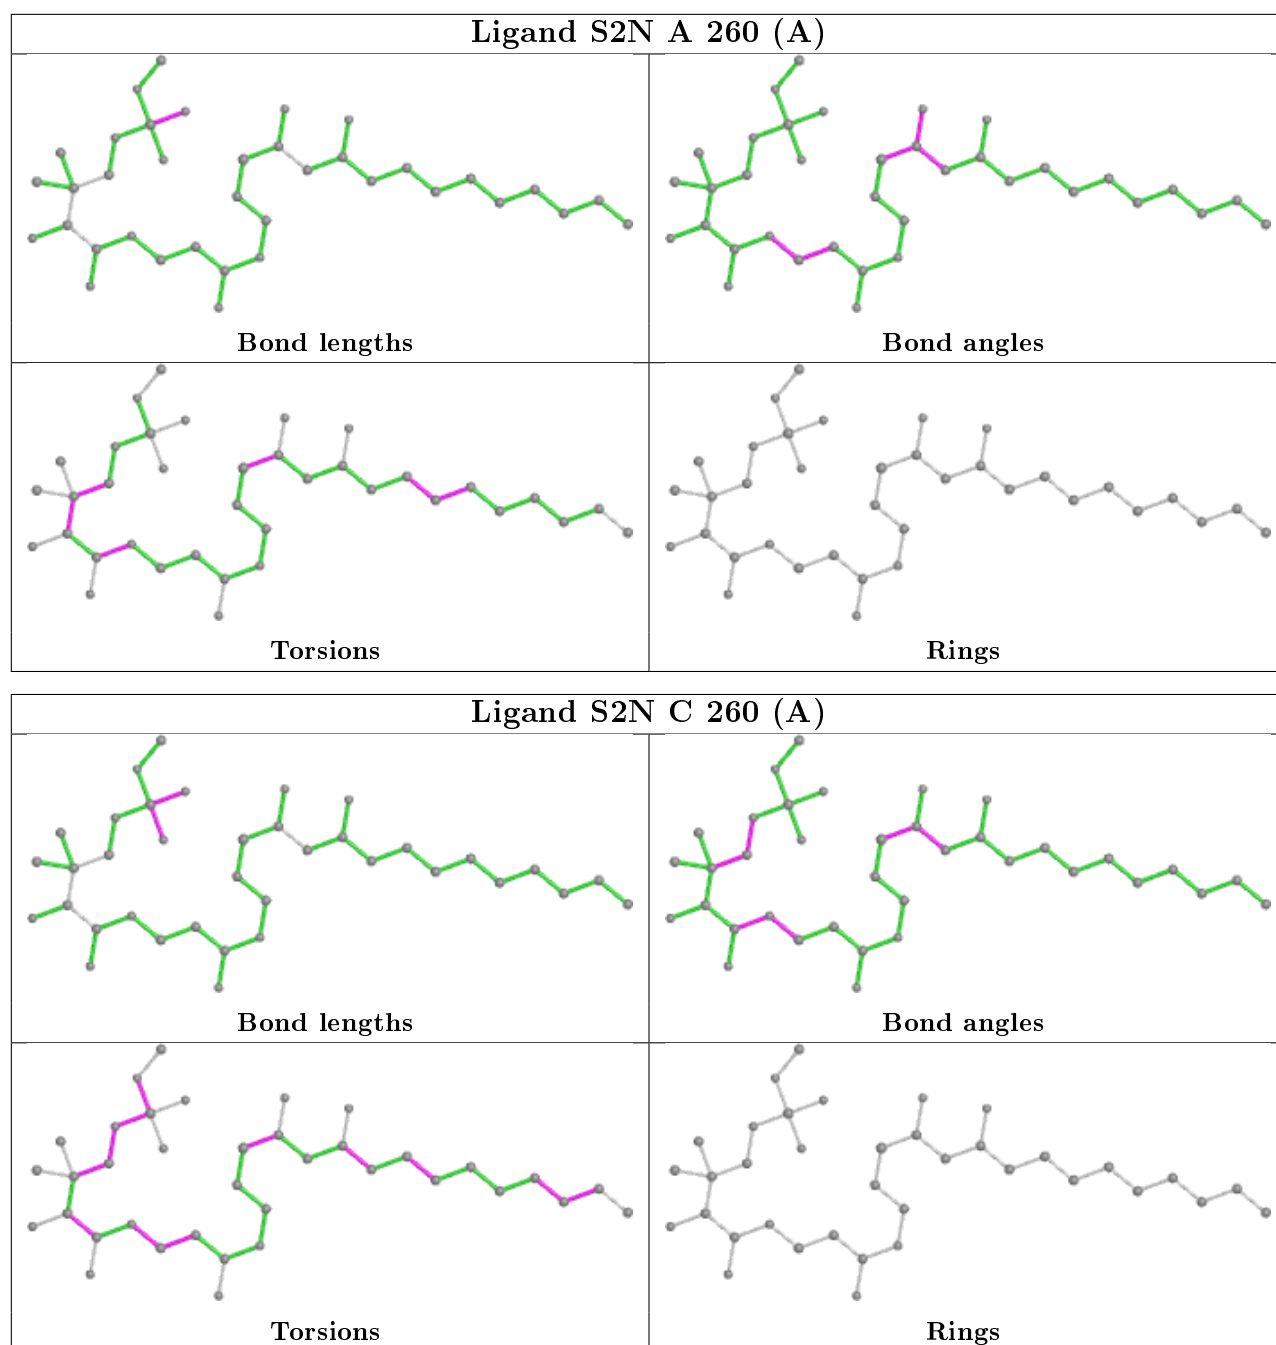 Ligand S2N A 260 (A)
Bond lengths
Bond angles
Torsions
Rings
Ligand S2N C 260 (A)
Bond lengths
Bond angles
Torsions
Rings